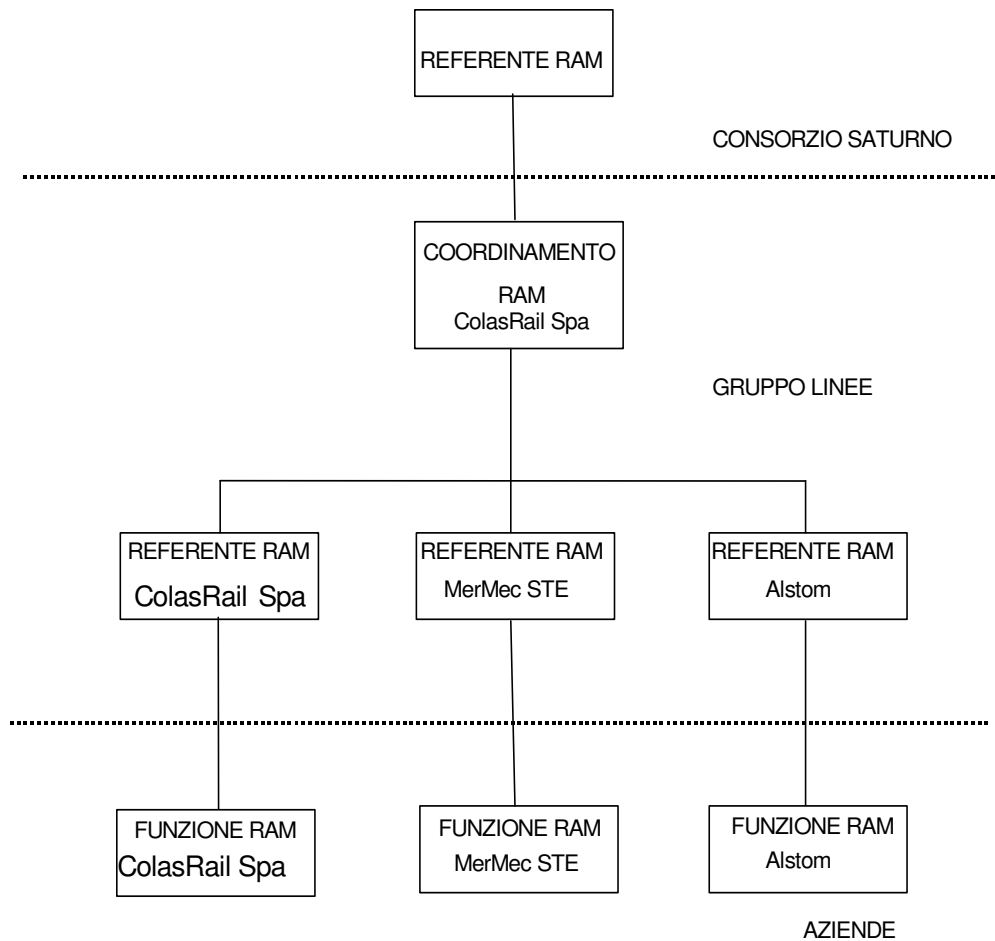 REFERENTE RAM
CONSORZIO SATURNO
COORDINAMENTO
RAM
ColasRail Spa
GRUPPO LINEE
REFERENTE RAM
ColasRail Spa
REFERENTE RAM
MerMec STE
REFERENTE RAM
Alstom
FUNZIONE RAM
ColasRail Spa
FUNZIONE RAM
MerMec STE
FUNZIONE RAM
Alstom
AZIENDE